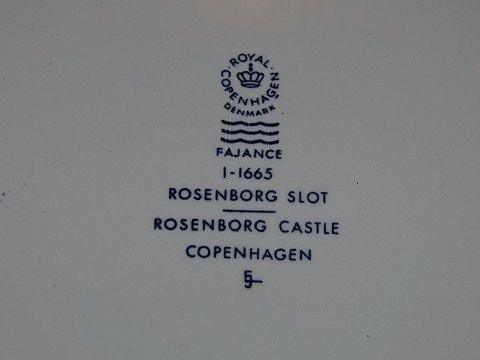 ROYAL COPENHAGEN
DENMARK
FAJANCE
1-1665
ROSENBORG SLOT
ROSENBORG CASTLE
COPENHAGEN